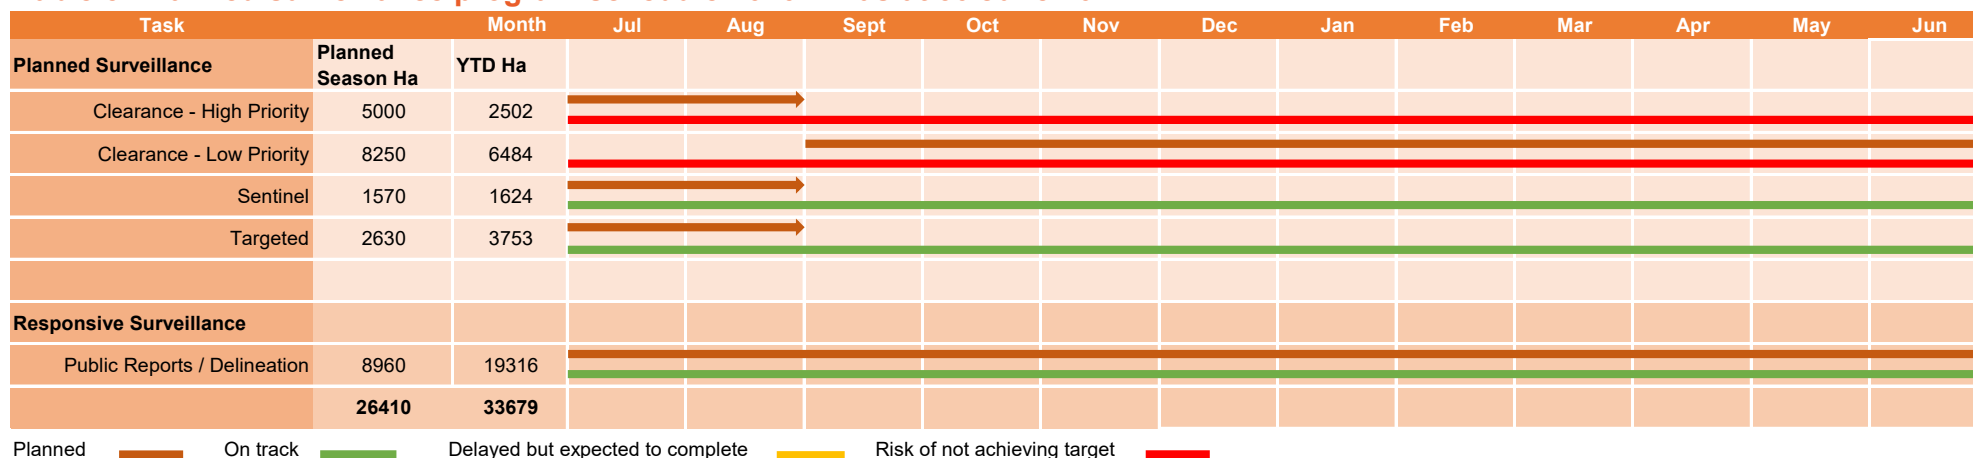 Task Month Jul Aug Sept Oct Nov Dec Jan Feb Mar Apr May Jun
Planned Surveillance Planned Season Ha YTD Ha
Clearance - High Priority 5000 2502
Clearance - Low Priority 8250 6484
Sentinel 1570 1624
Targeted 2630 3753
Responsive Surveillance
Public Reports / Delineation 8960 19316
26410 33679
Planned On track Delayed but expected to complete Risk of not achieving target